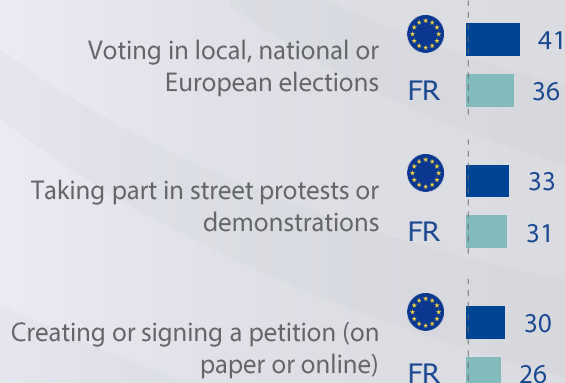 Voting in local, national or
European elections
41
FR 36
Taking part in street protests or
demonstrations
33
FR 31
Creating or signing a petition (on
paper or online)
30
FR 26